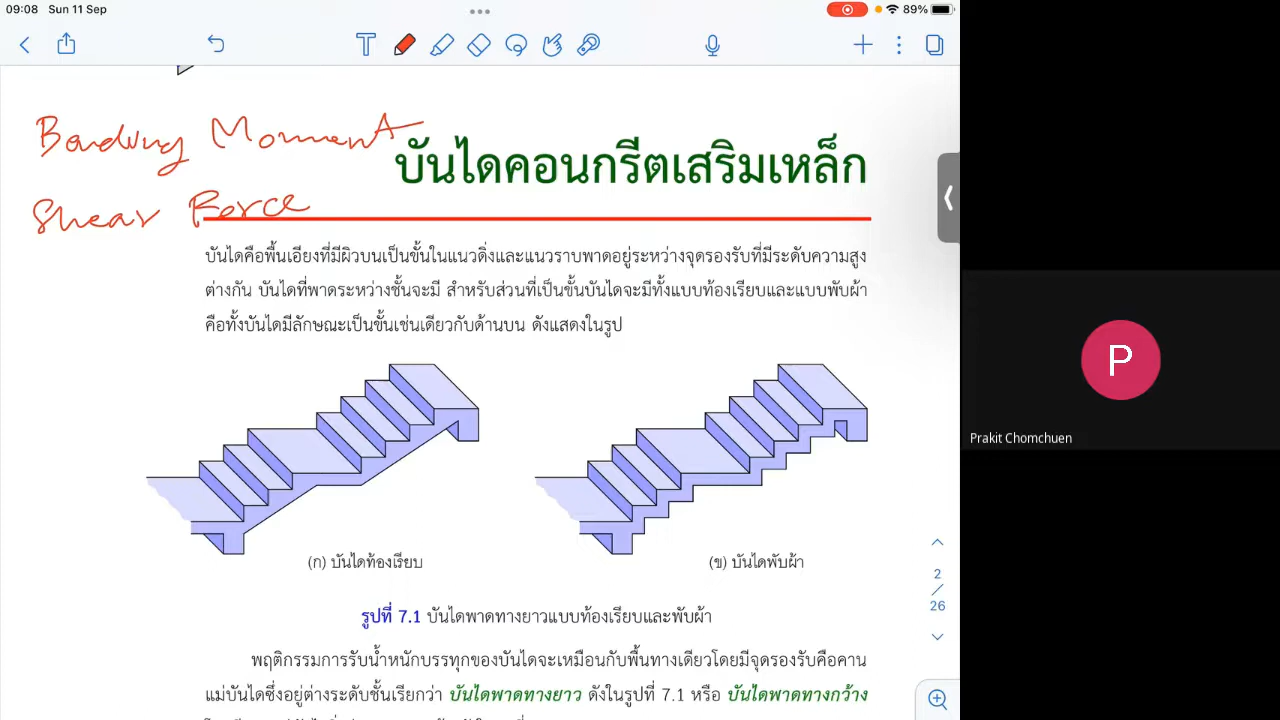 09:08 Sun 11 Sep
89%
T
Bending Moment
บันไดคอนกรีตเสริมเหล็ก
Shear Force
บันไดคือพื้นเอียงที่มีผิวบนเป็นขั้นในแนวดิ่งและแนวราบพาดอยู่ระหว่างจุดรองรับที่มีระดับความสูง
ต่างกัน บันไดที่พาดระหว่างชั้นจะมี สำหรับส่วนที่เป็นขั้นบันไดจะมีทั้งแบบท้องเรียบและแบบพับผ้า
คือทั้งบันไดมีลักษณะเป็นขั้นเช่นเดียวกับด้านบน ดังแสดงในรูป
(ก) บันไดท้องเรียบ
(ข) บันไดพับผ้า
รูปที่ 7.1 บันไดพาดทางยาวแบบท้องเรียบและพับผ้า
พฤติกรรมการรับน้ำหนักบรรทุกของบันไดจะเหมือนกับพื้นทางเดียวโดยมีจุดรองรับคือคาน
แม่บันไดซึ่งอยู่ต่างระดับชั้นเรียกว่า บันไดพาดทางยาว ดังในรูปที่ 7.1 หรือ บันไดพาดทางกว้าง
2
/
26
P
Prakit Chomchuen